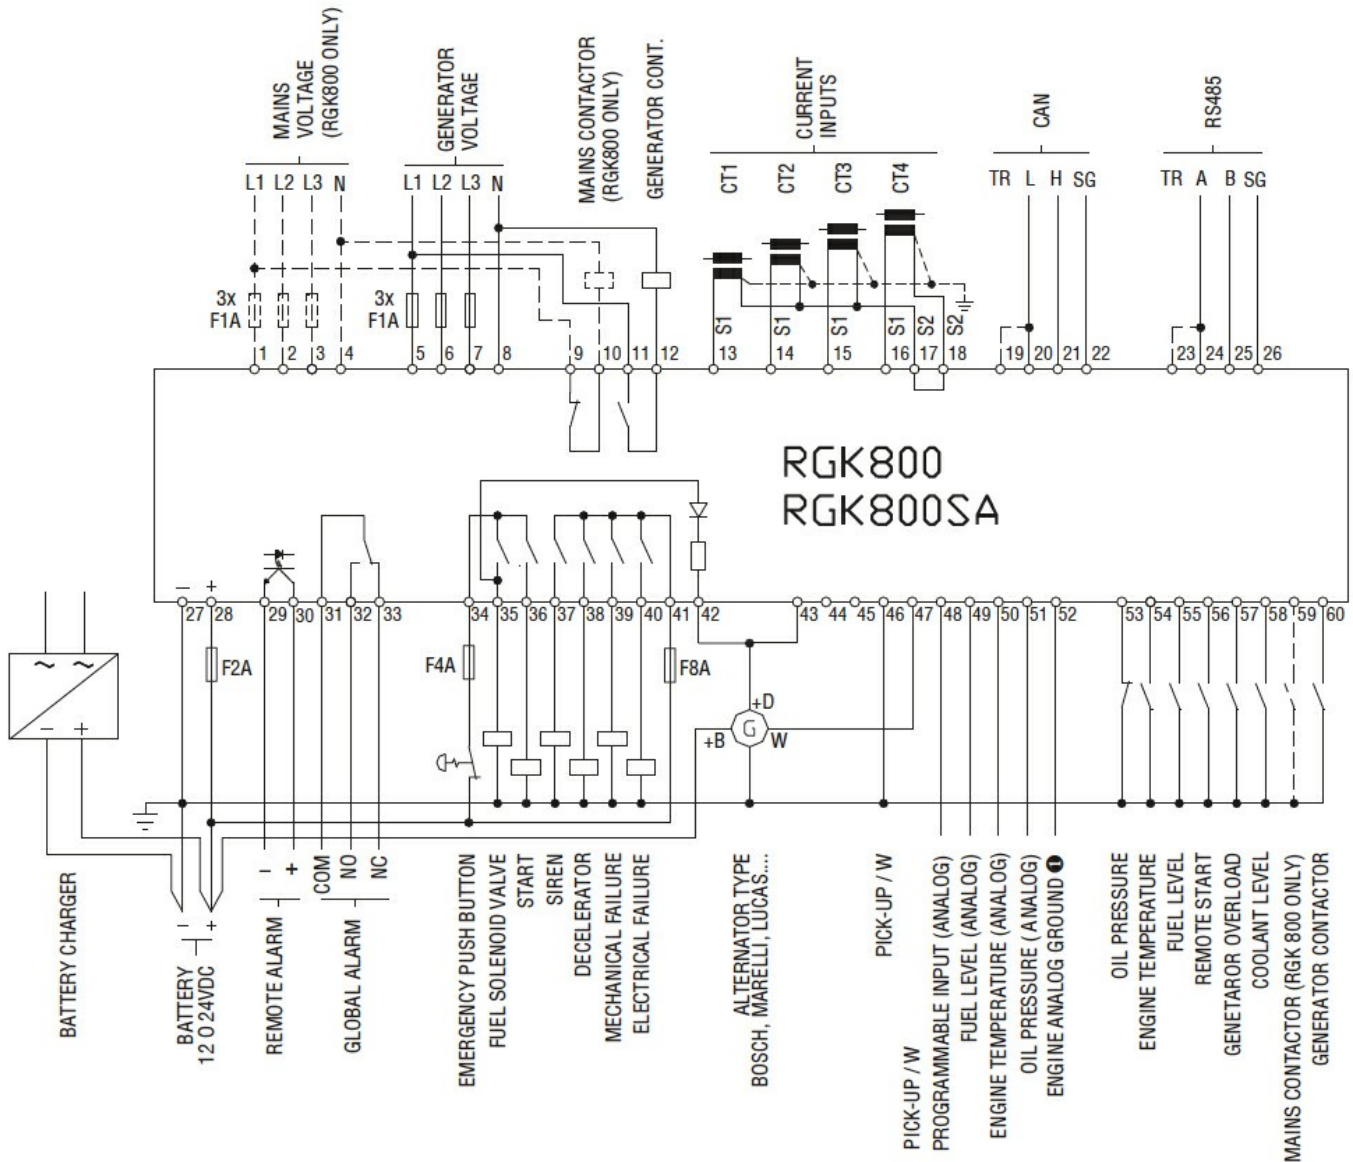 MAINS
VOLTAGE
(RGK800 ONLY)
GENERATOR
VOLTAGE
MAINS CONTACTOR
(RGK800 ONLY)
GENERATOR CONT.
CURRENT
INPUTS
CAN
RS485
L1 L2 L3 N
L1 L2 L3 N
CT1 CT2 CT3 CT4
TR L H SG
TR A B SG
3x
F1A
3x
F1A
S1 S1 S1 S1 S2 S2
1 2 3 4 5 6 7 8 9 10 11 12 13 14 15 16 17 18 19 20 21 22 23 24 25 26
RGK800
RGK800SA
− +
27 28 29 30 31 32 33 34 35 36 37 38 39 40 41 42 43 44 45 46 47 48 49 50 51 52 53 54 55 56 57 58 59 60
~ ~
− +
F2A
F4A
F8A
+D
+B
G
W
− +
− +
COM
NO
NC
BATTERY CHARGER
BATTERY
12 O 24VDC
REMOTE ALARM
GLOBAL ALARM
EMERGENCY PUSH BUTTON
FUEL SOLENOID VALVE
START
SIREN
DECELERATOR
MECHANICAL FAILURE
ELECTRICAL FAILURE
ALTERNATOR TYPE
BOSCH, MARELLI, LUCAS....
PICK-UP / W
PICK-UP / W
PROGRAMMABLE INPUT (ANALOG)
FUEL LEVEL (ANALOG)
ENGINE TEMPERATURE (ANALOG)
OIL PRESSURE ( ANALOG)
ENGINE ANALOG GROUND ❶
OIL PRESSURE
ENGINE TEMPERATURE
FUEL LEVEL
REMOTE START
GENETAROR OVERLOAD
COOLANT LEVEL
MAINS CONTACTOR (RGK 800 ONLY)
GENERATOR CONTACTOR